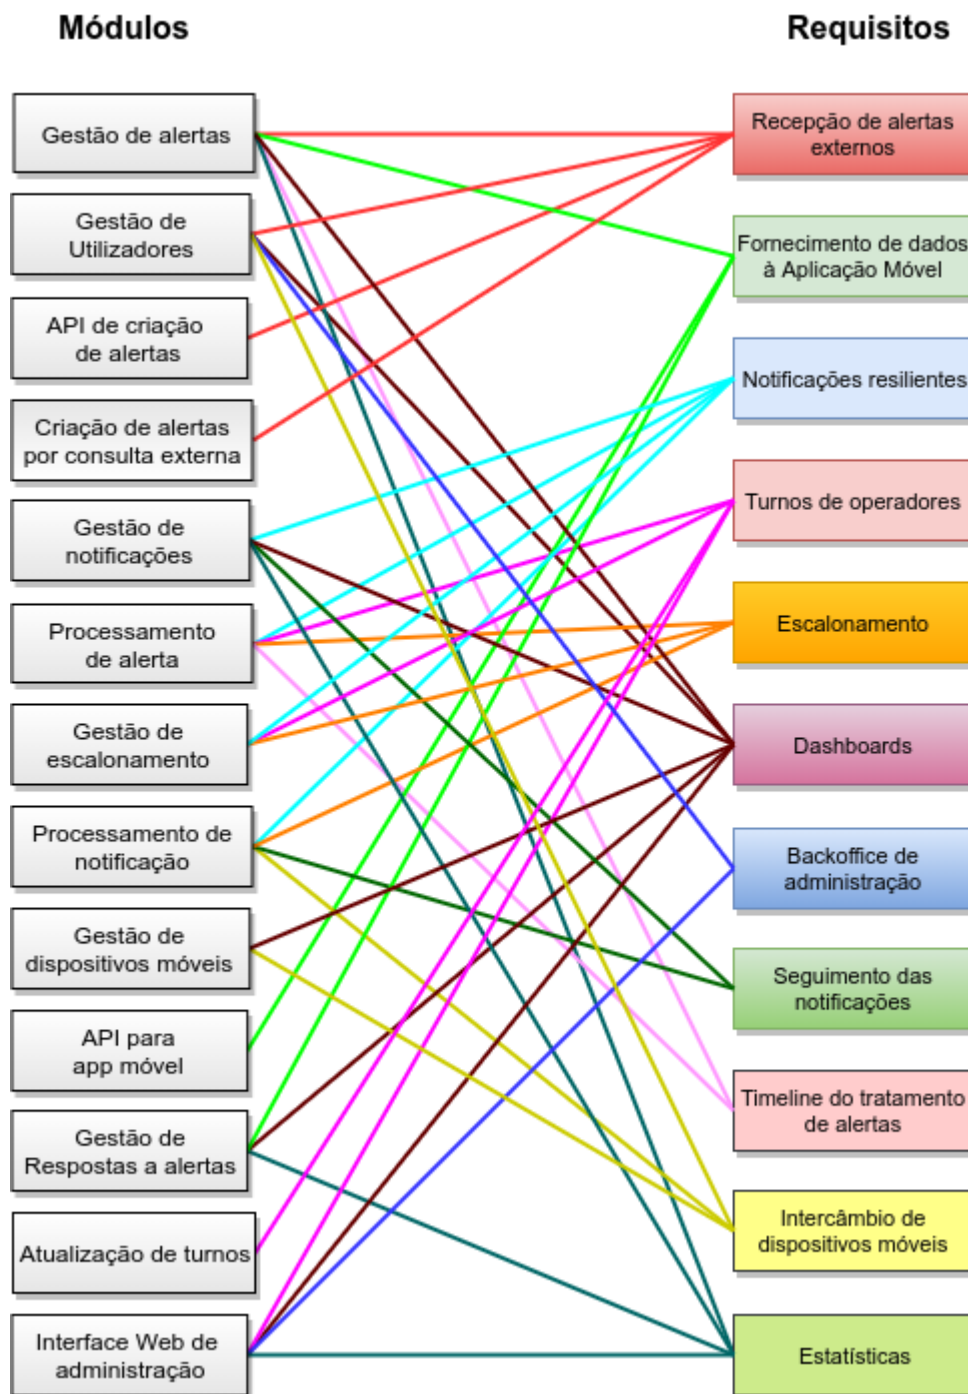 Módulos
Gestão de alertas
Gestão de
Utilizadores
API de criação
de alertas
Criação de alertas
por consulta externa
Gestão de
notificações
Processamento
de alerta
Gestão de
escalonamento
Processamento de
notificação
Gestão de
dispositivos móveis
API para
app móvel
Gestão de
Respostas a alertas
Atualização de turnos
Interface Web de
administração
Requisitos
Recepção de alertas
externos
Fornecimento de dados
à Aplicação Móvel
Notificações resilientes
Turnos de operadores
Escalonamento
Dashboards
Backoffice de
administração
Seguimento das
notificações
Timeline do tratamento
de alertas
Intercâmbio de
dispositivos móveis
Estatísticas